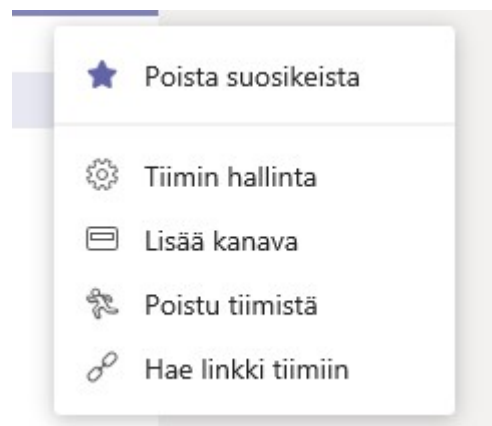 Poista suosikeista
Tiimin hallinta
Lisää kanava
Poistu tiimistä
Hae linkki tiimiin